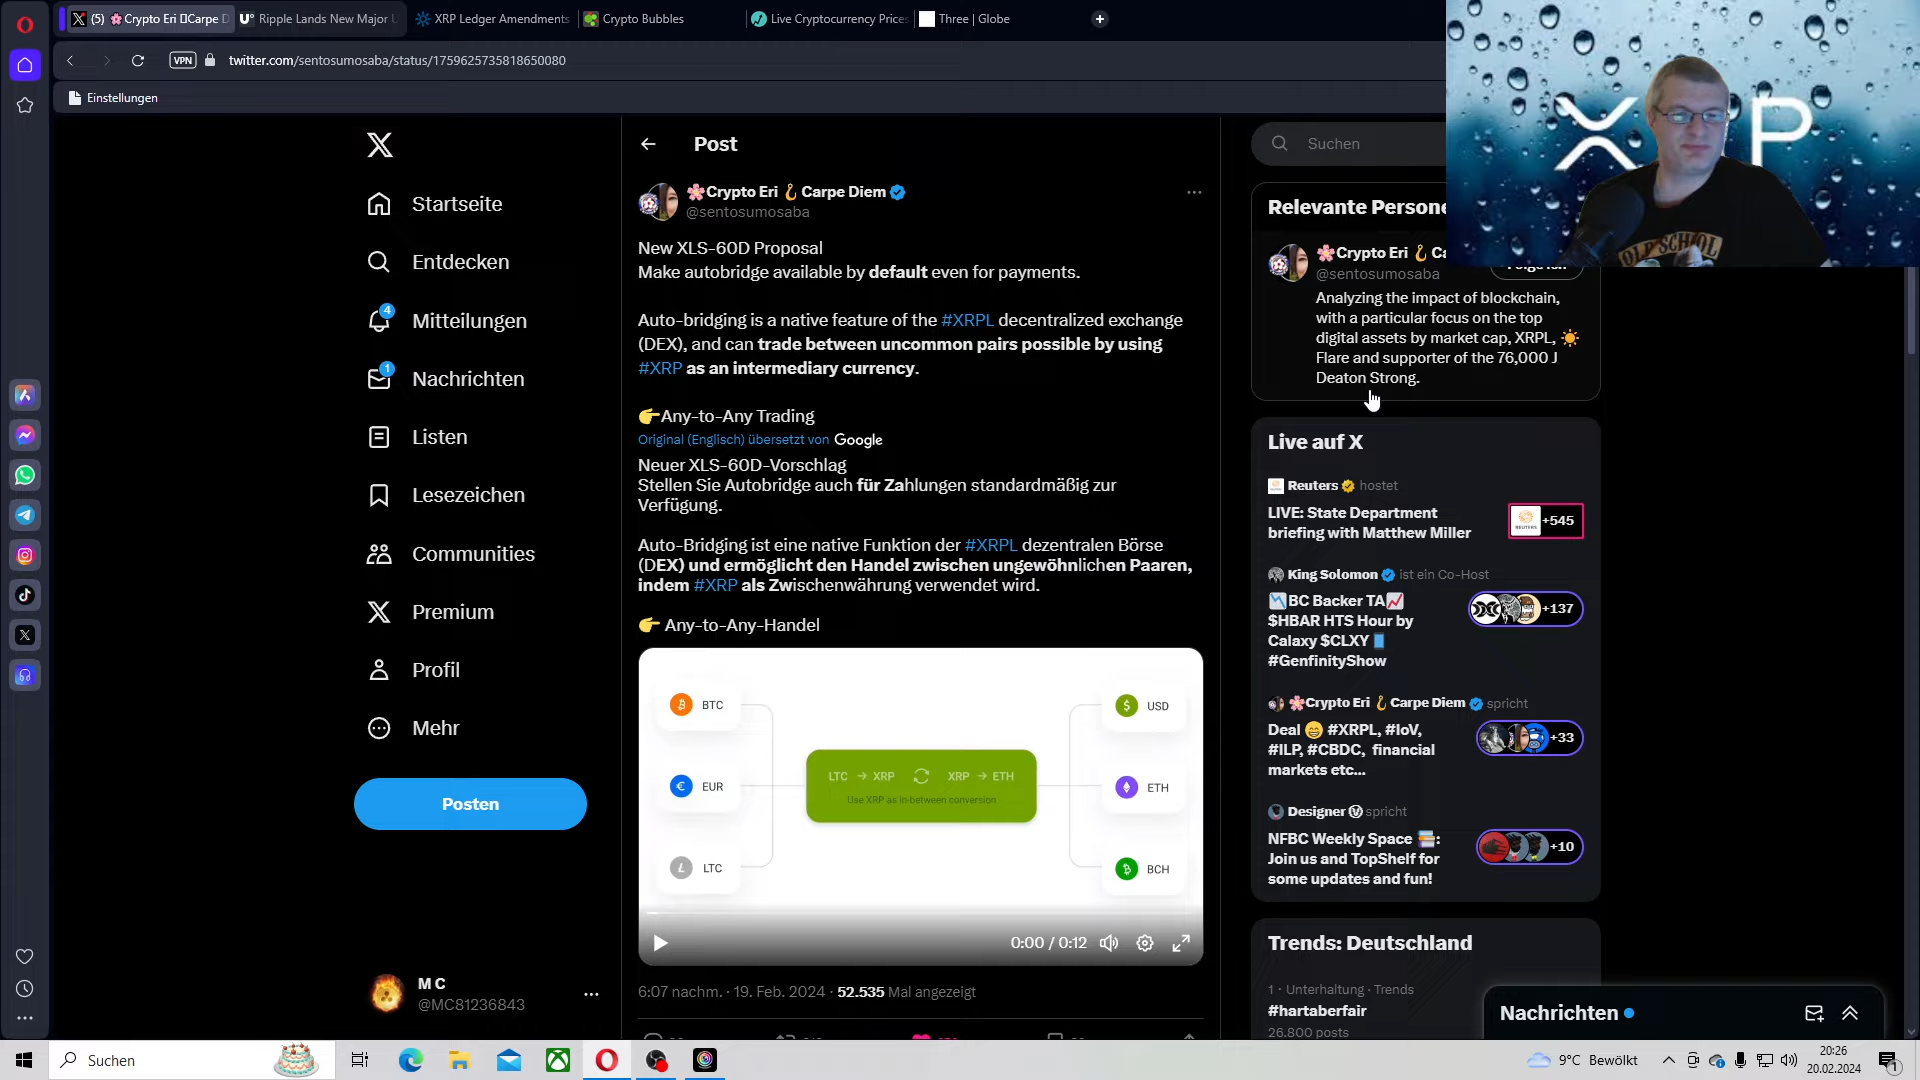 (5) 🌸Crypto Eri
Carpe D
Ripple Lands New Major U
XRP Ledger Amendments
Crypto Bubbles
Live Cryptocurrency Prices
Three | Globe
VPN
twitter.com/sentosumosaba/status/1759625735818650080
Einstellungen
XRP
OLD SCHOOL
Startseite
Entdecken
4
Mitteilungen
1
Nachrichten
Listen
Lesezeichen
Communities
Premium
Profil
Mehr
Posten
M C
@MC81236843
Post
🌸Crypto Eri 🪝Carpe Diem
@sentosumosaba
New XLS-60D Proposal
Make autobridge available by default even for payments.
Auto-bridging is a native feature of the #XRPL decentralized exchange
(DEX), and can trade between uncommon pairs possible by using
#XRP as an intermediary currency.
👉Any-to-Any Trading
Original (Englisch) übersetzt von Google
Neuer XLS-60D-Vorschlag
Stellen Sie Autobridge auch für Zahlungen standardmäßig zur
Verfügung.
Auto-Bridging ist eine native Funktion der #XRPL dezentralen Börse
(DEX) und ermöglicht den Handel zwischen ungewöhnlichen Paaren,
indem #XRP als Zwischenwährung verwendet wird.
👉 Any-to-Any-Handel
BTC
EUR
LTC
LTC → XRP XRP → ETH
Use XRP as in-between conversion
USD
ETH
BCH
0:00 / 0:12
6:07 nachm. · 19. Feb. 2024 · 52.535 Mal angezeigt
Suchen
Relevante Persone
🌸Crypto Eri 🪝Ca
@sentosumosaba
Analyzing the impact of blockchain,
with a particular focus on the top
digital assets by market cap, XRPL, ☀️
Flare and supporter of the 76,000 J
Deaton Strong.
Live auf X
Reuters hostet
LIVE: State Department
briefing with Matthew Miller
REUTERS
+545
King Solomon ist ein Co-Host
📉BC Backer TA📈
$HBAR HTS Hour by
Calaxy $CLXY📱
#GenfinityShow
+137
🌸Crypto Eri 🪝Carpe Diem spricht
Deal 😁 #XRPL, #IoV,
#ILP, #CBDC, financial
markets etc...
+33
Designer Ⓥ spricht
NFBC Weekly Space 📚:
Join us and TopShelf for
some updates and fun!
+10
Trends: Deutschland
1 · Unterhaltung · Trends
#hartaberfair
26.800 posts
Nachrichten
Suchen
9°C Bewölkt
20:26
20.02.2024
1